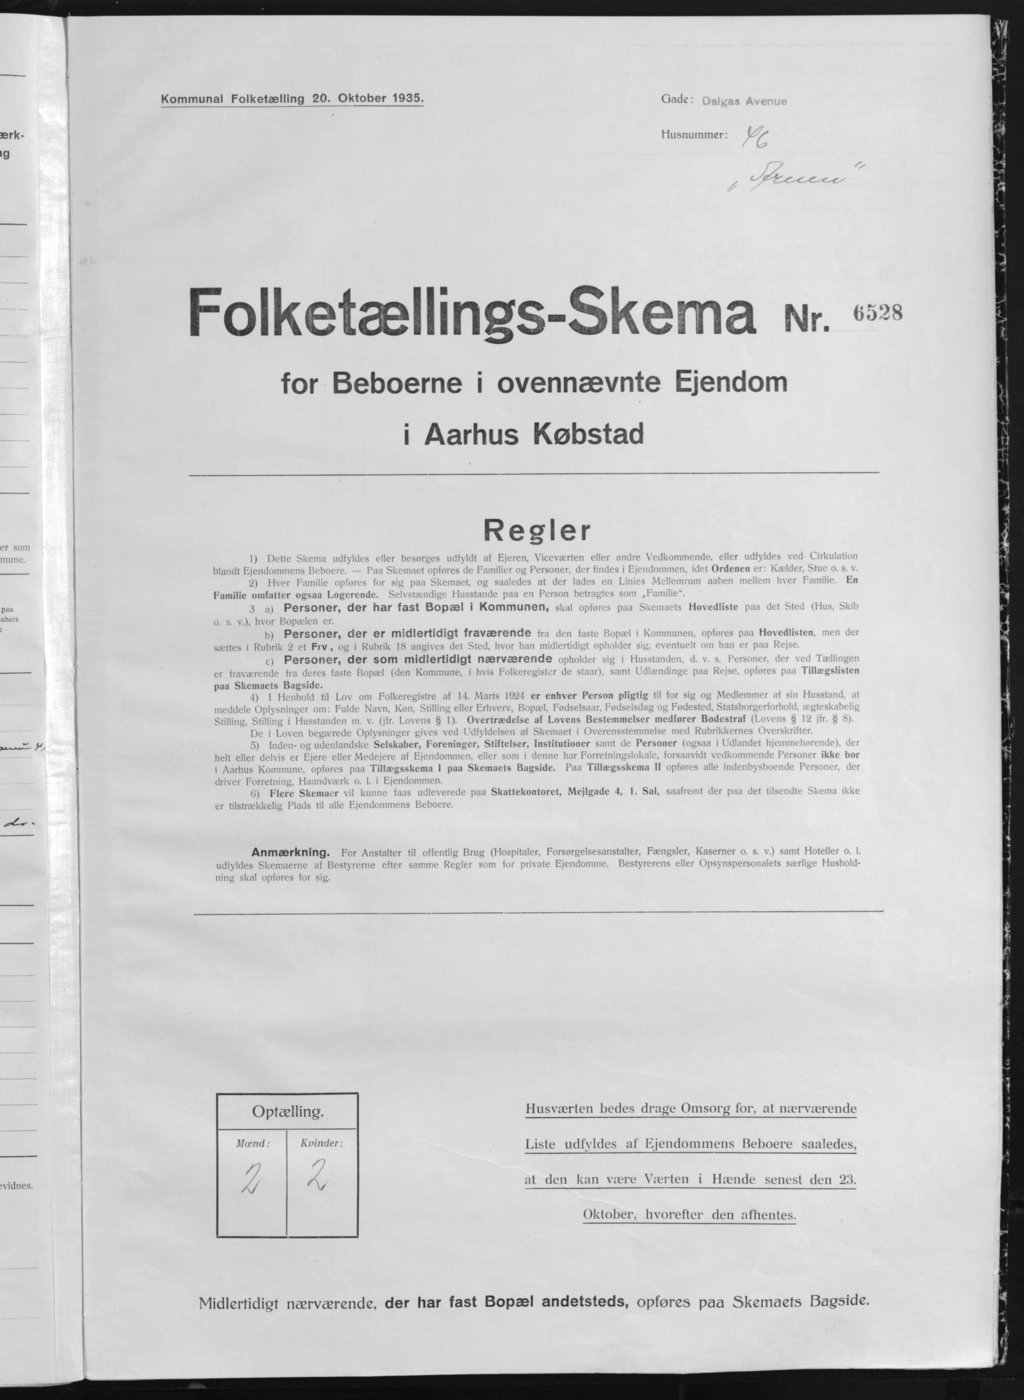 Kommunal Folketælling 20. Oktober 1935.
Gade: Dalgas Avenue
Husnummer: 46
Folketællings-Skema Nr. 6528
for Beboerne i ovennævnte Ejendom
i Aarhus Købstad
Regler
1) Dette Skema udfyldes eller besørges udfyldt af Ejeren, Viceværten eller andre Vedkommende, eller udfyldes ved Cirkulation
blandt Ejendommens Beboere. — Paa Skemaet opføres de Familier og Personer, der findes i Ejendommen, idet Ordenen er: Kælder, Stue o. s. v.
2) Hver Familie opføres for sig paa Skemaet, og saaledes at der lades en Linies Mellemrum aaben mellem hver Familie. En
Familie omfatter ogsaa Logerende. Selvstændige Husstande paa en Person betragtes som „Familie".
3 a) Personer, der har fast Bopæl i Kommunen, skal opføres paa Skemaets Hovedliste paa det Sted (Hus, Skib
o. s. v.), hvor Bopælen er.
b) Personer, der er midlertidigt fraværende fra den faste Bopæl i Kommunen, opføres paa Hovedlisten, men der
sættes i Rubrik 2 et Frv, og i Rubrik 18 angives det Sted, hvor han midlertidigt opholder sig, eventuelt om han er paa Rejse.
c) Personer, der som midlertidigt nærværende opholder sig i Husstanden, d. v. s. Personer, der ved Tællingen
er fraværende fra deres faste Bopæl (den Kommune, i hvis Folkeregister de staar), samt Udlændinge paa Rejse, opføres paa Tillægslisten
paa Skemaets Bagside.
4) I Henhold til Lov om Folkeregistre af 14. Marts 1924 er enhver Person pligtig til for sig og Medlemmer af sin Husstand, at
meddele Oplysninger om: Fulde Navn, Køn, Stilling eller Erhverv, Bopæl, Fødselsaar, Fødselsdag og Fødested, Statsborgerforhold, ægteskabelig
Stilling, Stilling i Husstanden m. v. (jfr. Lovens § 1). Overtrædelse af Lovens Bestemmelser medfører Bødestraf (Lovens § 12 jfr. § 8).
De i Loven begærede Oplysninger gives ved Udfyldelsen af Skemaet i Overensstemmelse med Rubrikkernes Overskrifter.
5) Inden- og udenlandske Selskaber, Foreninger, Stiftelser, Institutioner samt de Personer (ogsaa i Udlandet hjemmehørende), der
helt eller delvis er Ejere eller Medejere af Ejendommen, eller som i denne har Forretningslokale, forsaavidt vedkommende Personer ikke bor
i Aarhus Kommune, opføres paa Tillægsskema I paa Skemaets Bagside. Paa Tillægsskema II opføres alle indenbysboende Personer, der
driver Forretning, Haandværk o. l. i Ejendommen.
6) Flere Skemaer vil kunne faas udleverede paa Skattekontoret, Mejlgade 4, 1. Sal, saafremt der paa det tilsendte Skema ikke
er tilstrækkelig Plads til alle Ejendommens Beboere.
Anmærkning. For Anstalter til offentlig Brug (Hospitaler, Forsørgelsesanstalter, Fængsler, Kaserner o. s. v.) samt Hoteller o. l.
udfyldes Skemaerne af Bestyrerne efter samme Regler som for private Ejendomme. Bestyrerens eller Opsynspersonalets særlige Hushold-
ning skal opføres for sig.
Optælling.
Mænd: Kvinder:
2 2
Husværten bedes drage Omsorg for, at nærværende
Liste udfyldes af Ejendommens Beboere saaledes,
at den kan være Værten i Hænde senest den 23.
Oktober, hvorefter den afhentes.
Midlertidigt nærværende, der har fast Bopæl andetsteds, opføres paa Skemaets Bagside.